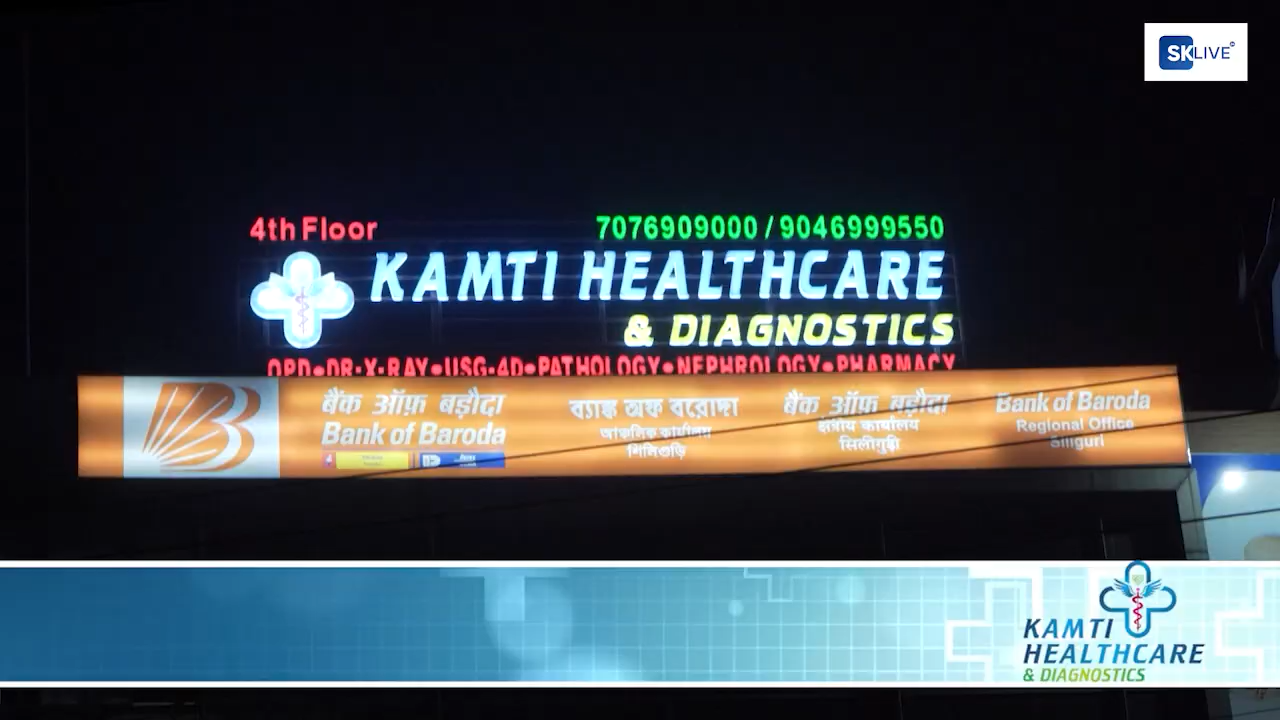 SKLIVE
4th Floor
7076909000 / 9046999550
KAMTI HEALTHCARE
& DIAGNOSTICS
OPD•DR-X-RAY•USG-4D•PATHOLOGY•NEPHROLOGY•PHARMACY
बैंक ऑफ़ बड़ौदा
Bank of Baroda
ব্যাঙ্ক অফ বরোদা
আঞ্চলিক কার্যালয়
শিলিগুড়ি
बैंक ऑफ़ बड़ौदा
क्षेत्रीय कार्यालय
सिलीगुड़ी
Bank of Baroda
Regional Office
Siliguri
KAMTI
HEALTHCARE
& DIAGNOSTICS